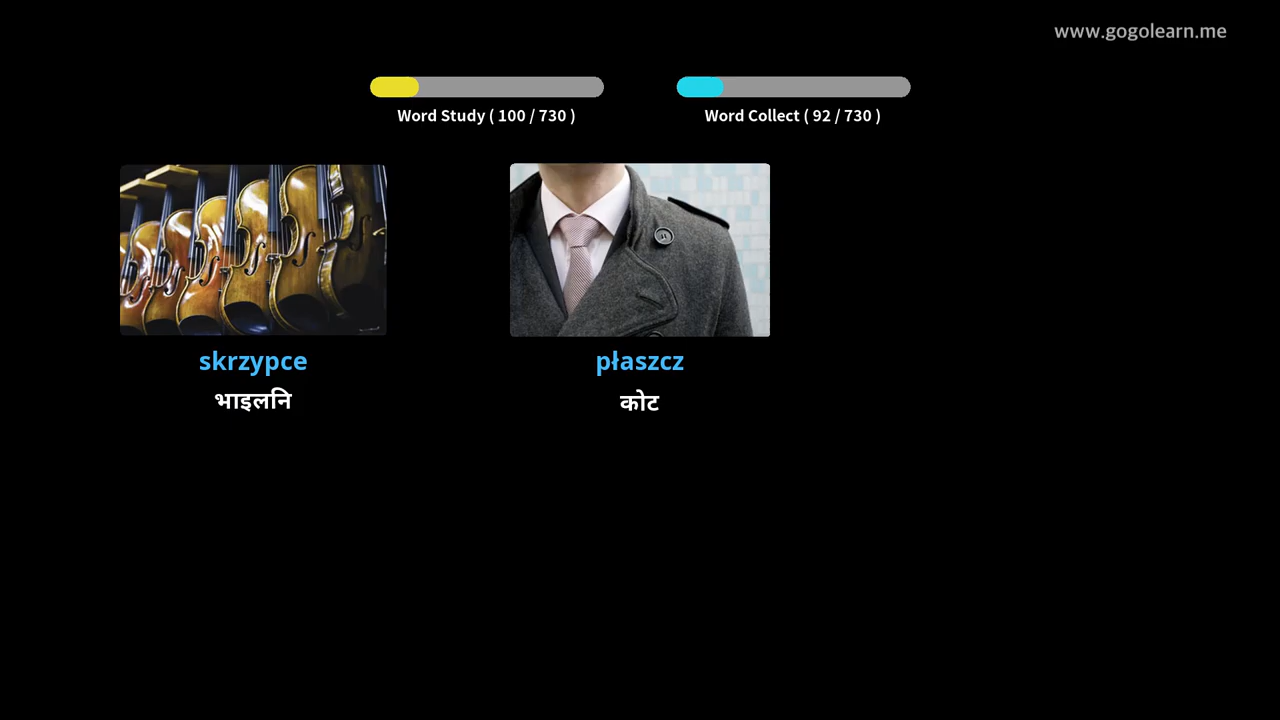 www.gogolearn.me
Word Study ( 100 / 730 )
Word Collect ( 92 / 730 )
skrzypce
płaszcz
भाइलनि
कोट